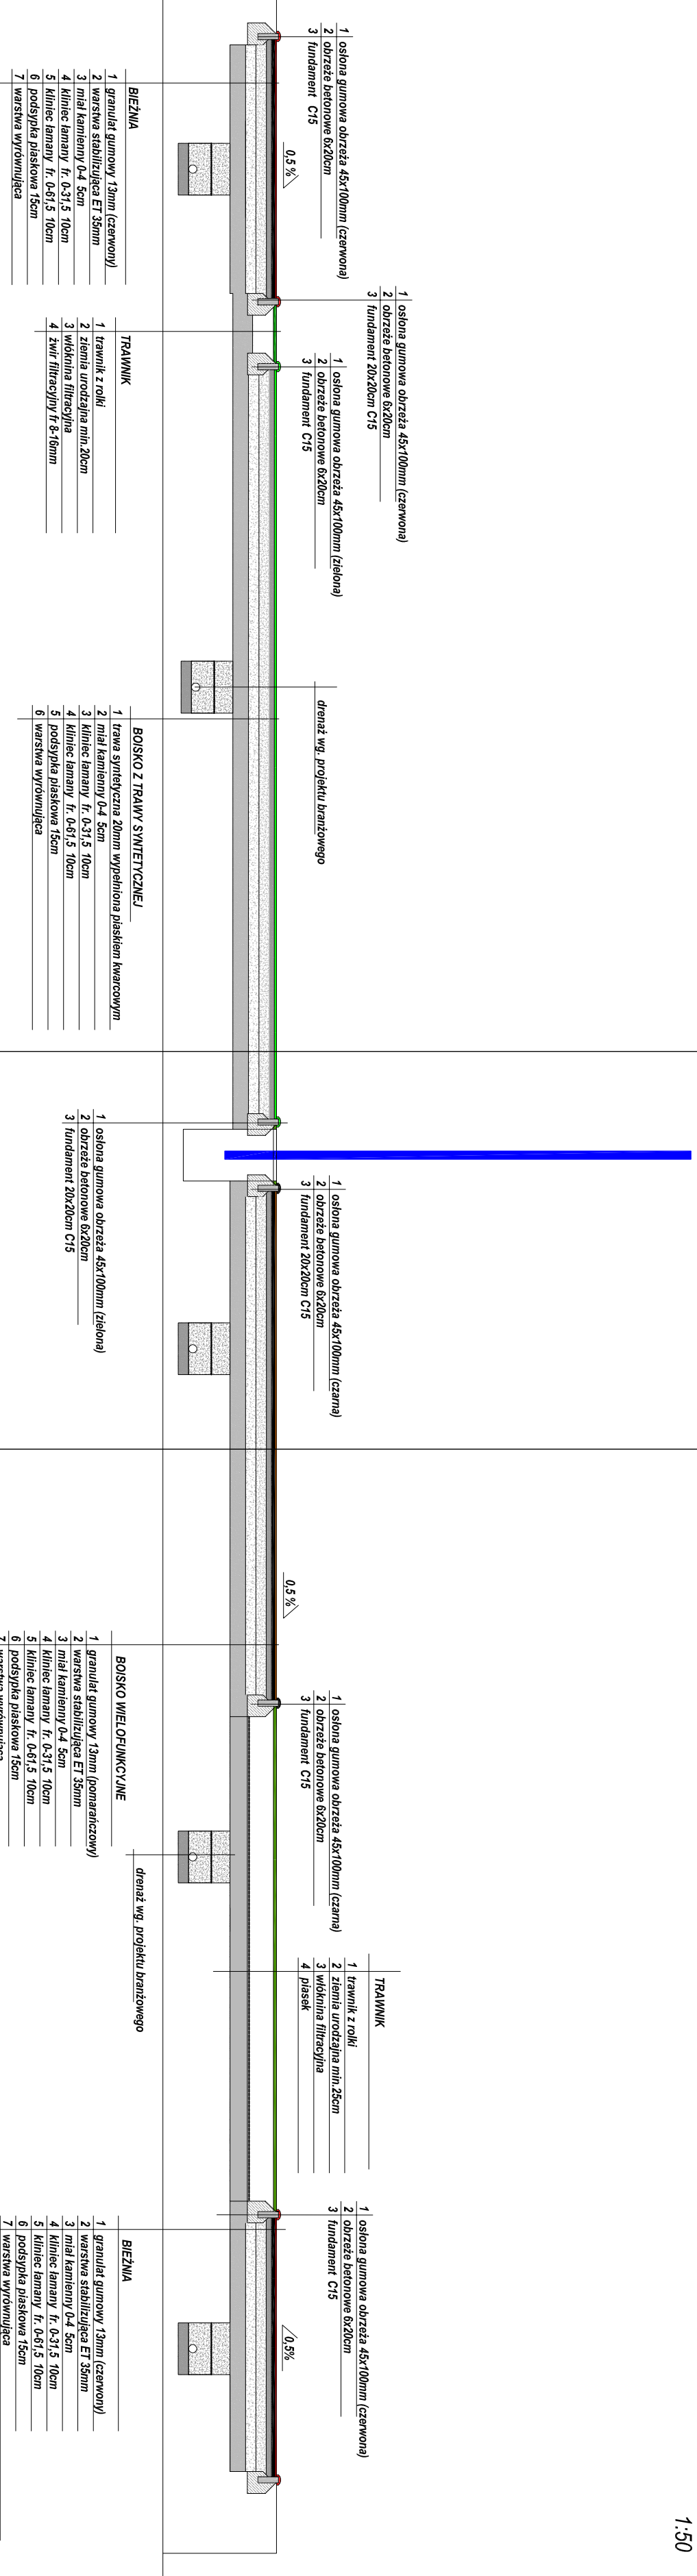 1:50
1 osłona gumowa obrzeża 45x100mm (czerwona)
2 obrzeże betonowe 6x20cm
3 fundament C15
0,5 %
BIEŻNIA
1 granulat gumowy 13mm (czerwony)
2 warstwa stabilizująca ET 35mm
3 miał kamienny 0-4 5cm
4 kliniec łamany fr. 0-31,5 10cm
5 kliniec łamany fr. 0-61,5 10cm
6 podsypka piaskowa 15cm
7 warstwa wyrównująca
1 osłona gumowa obrzeża 45x100mm (czerwona)
2 obrzeże betonowe 6x20cm
3 fundament 20x20cm C15
TRAWNIK
1 trawnik z rolki
2 ziemia urodzajna min.20cm
3 włóknina filtracyjna
4 żwir filtracyjny fr 8-16mm
1 osłona gumowa obrzeża 45x100mm (zielona)
2 obrzeże betonowe 6x20cm
3 fundament C15
drenaż wg. projektu branżowego
BOISKO Z TRAWY SYNTETYCZNEJ
1 trawa syntetyczna 20mm wypełniona piaskiem kwarcowym
2 miał kamienny 0-4 5cm
3 kliniec łamany fr. 0-31,5 10cm
4 kliniec łamany fr. 0-61,5 10cm
5 podsypka piaskowa 15cm
6 warstwa wyrównująca
1 osłona gumowa obrzeża 45x100mm (zielona)
2 obrzeże betonowe 6x20cm
3 fundament 20x20cm C15
1 osłona gumowa obrzeża 45x100mm (czarna)
2 obrzeże betonowe 6x20cm
3 fundament 20x20cm C15
0,5 %
BOISKO WIELOFUNKCYJNE
1 granulat gumowy 13mm (pomarańczowy)
2 warstwa stabilizująca ET 35mm
3 miał kamienny 0-4 5cm
4 kliniec łamany fr. 0-31,5 10cm
5 kliniec łamany fr. 0-61,5 10cm
6 podsypka piaskowa 15cm
7 warstwa wyrównująca
1 osłona gumowa obrzeża 45x100mm (czarna)
2 obrzeże betonowe 6x20cm
3 fundament C15
drenaż wg. projektu branżowego
TRAWNIK
1 trawnik z rolki
2 ziemia urodzajna min.25cm
3 włóknina filtracyjna
4 piasek
1 osłona gumowa obrzeża 45x100mm (czerwona)
2 obrzeże betonowe 6x20cm
3 fundament C15
0,5%
BIEŻNIA
1 granulat gumowy 13mm (czerwony)
2 warstwa stabilizująca ET 35mm
3 miał kamienny 0-4 5cm
4 kliniec łamany fr. 0-31,5 10cm
5 kliniec łamany fr. 0-61,5 10cm
6 podsypka piaskowa 15cm
7 warstwa wyrównująca